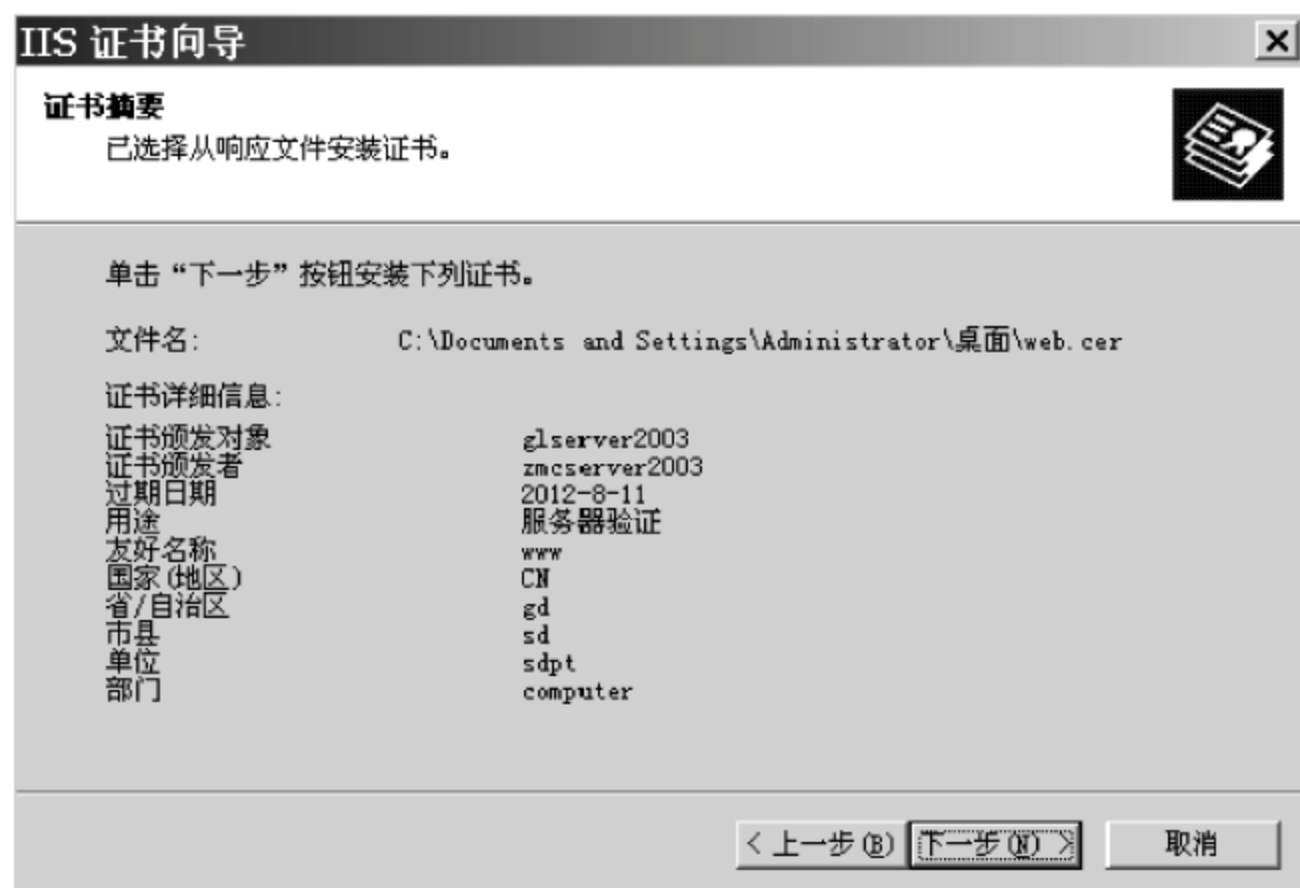 IIS 证书向导
证书摘要
已选择从响应文件安装证书。
单击“下一步”按钮安装下列证书。
文件名: C:\Documents and Settings\Administrator\桌面\web.cer
证书详细信息:
证书颁发对象 glserver2003
证书颁发者 zmcserver2003
过期日期 2012-8-11
用途 服务器验证
友好名称 www
国家(地区) CN
省/自治区 gd
市县 sd
单位 sdpt
部门 computer
< 上一步(B) 下一步(N) > 取消